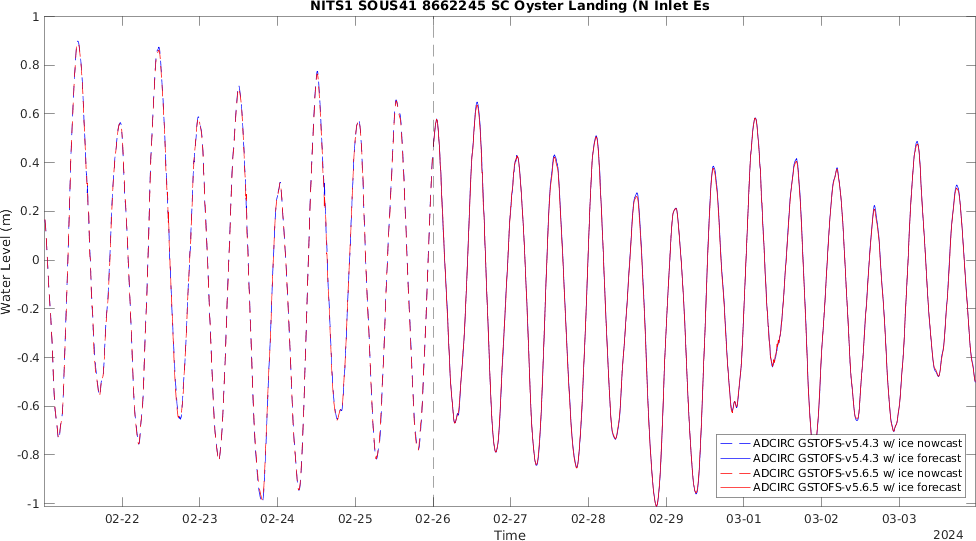 NITS1 SOUS41 8662245 SC Oyster Landing (N Inlet Es
1
0.8
0.6
0.4
0.2
0
-0.2
-0.4
-0.6
-0.8
-1
Water Level (m)
ADCIRC GSTOFS-v5.4.3 w/ ice nowcast
ADCIRC GSTOFS-v5.4.3 w/ ice forecast
ADCIRC GSTOFS-v5.6.5 w/ ice nowcast
ADCIRC GSTOFS-v5.6.5 w/ ice forecast
02-22 02-23 02-24 02-25 02-26 02-27 02-28 02-29 03-01 03-02 03-03
Time
2024